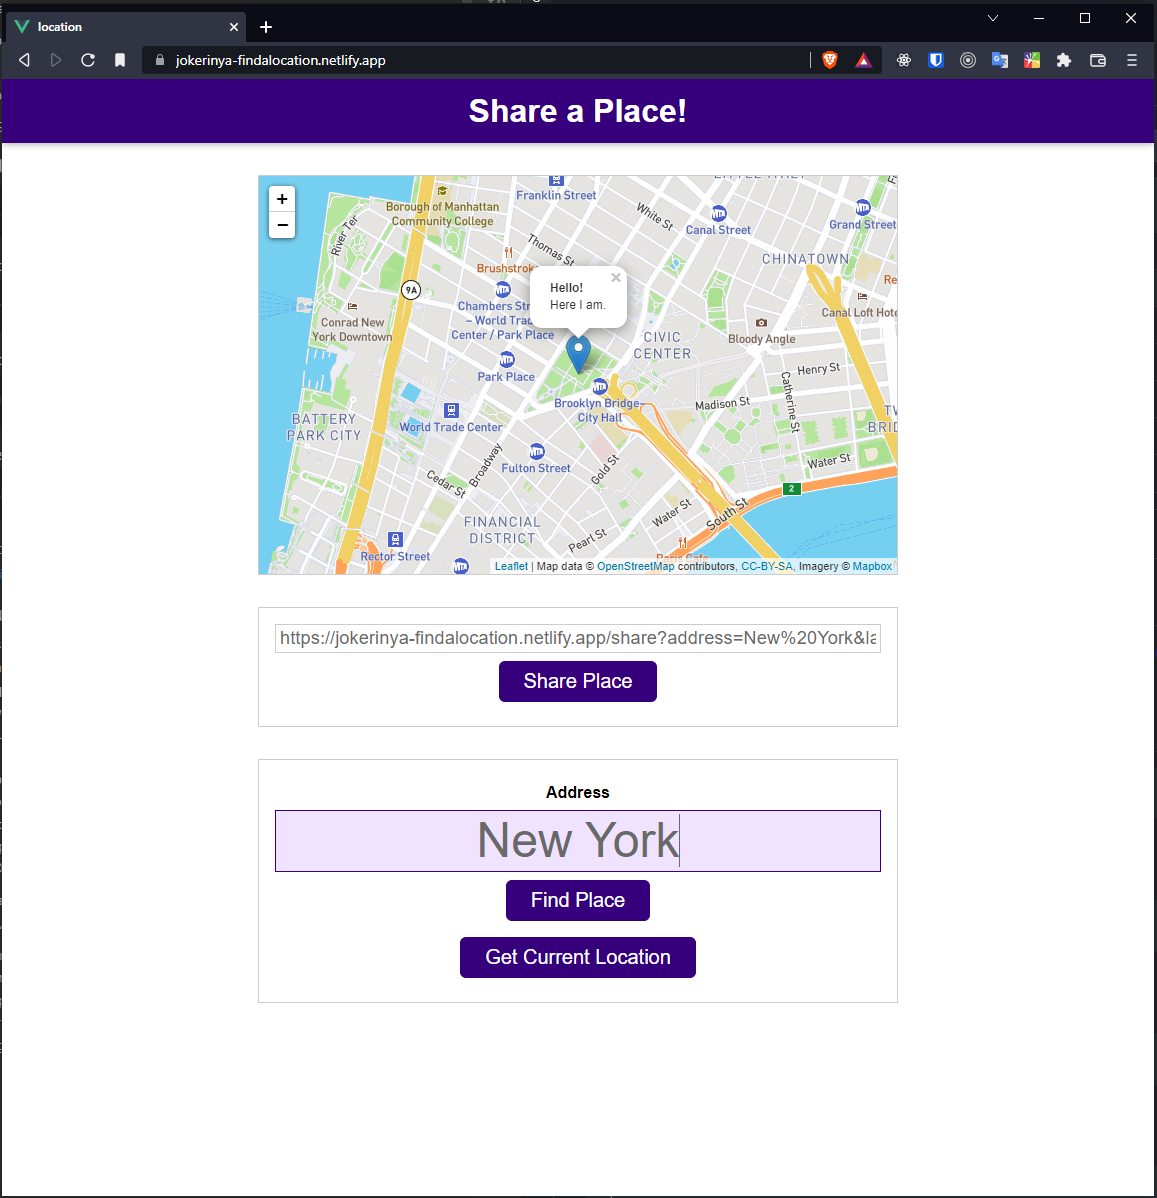 location
jokerinya-findalocation.netlify.app
Share a Place!
+
−
Franklin Street
Borough of Manhattan
Community College
River Ter
White St
Canal Street
Grand Street
Thomas St
CHINATOWN
Brushstroke
9A
Hello!
Here I am.
Chambers Str
– World Trad
Center / Park Place
Conrad New
York Downtown
Canal Loft Hote
Bloody Angle
CIVIC
CENTER
Park Place
Henry St
Catherine St
Brooklyn Bridge–
City Hall
Madison St
BATTERY
PARK CITY
World Trade Center
Broadway
Fulton Street
Gold St
Water St
Cedar St
2
South St
Water St
FINANCIAL
DISTRICT
Pearl St
Rector Street
Leaflet | Map data © OpenStreetMap contributors, CC-BY-SA, Imagery © Mapbox
https://jokerinya-findalocation.netlify.app/share?address=New%20York&la
Share Place
Address
New York
Find Place
Get Current Location